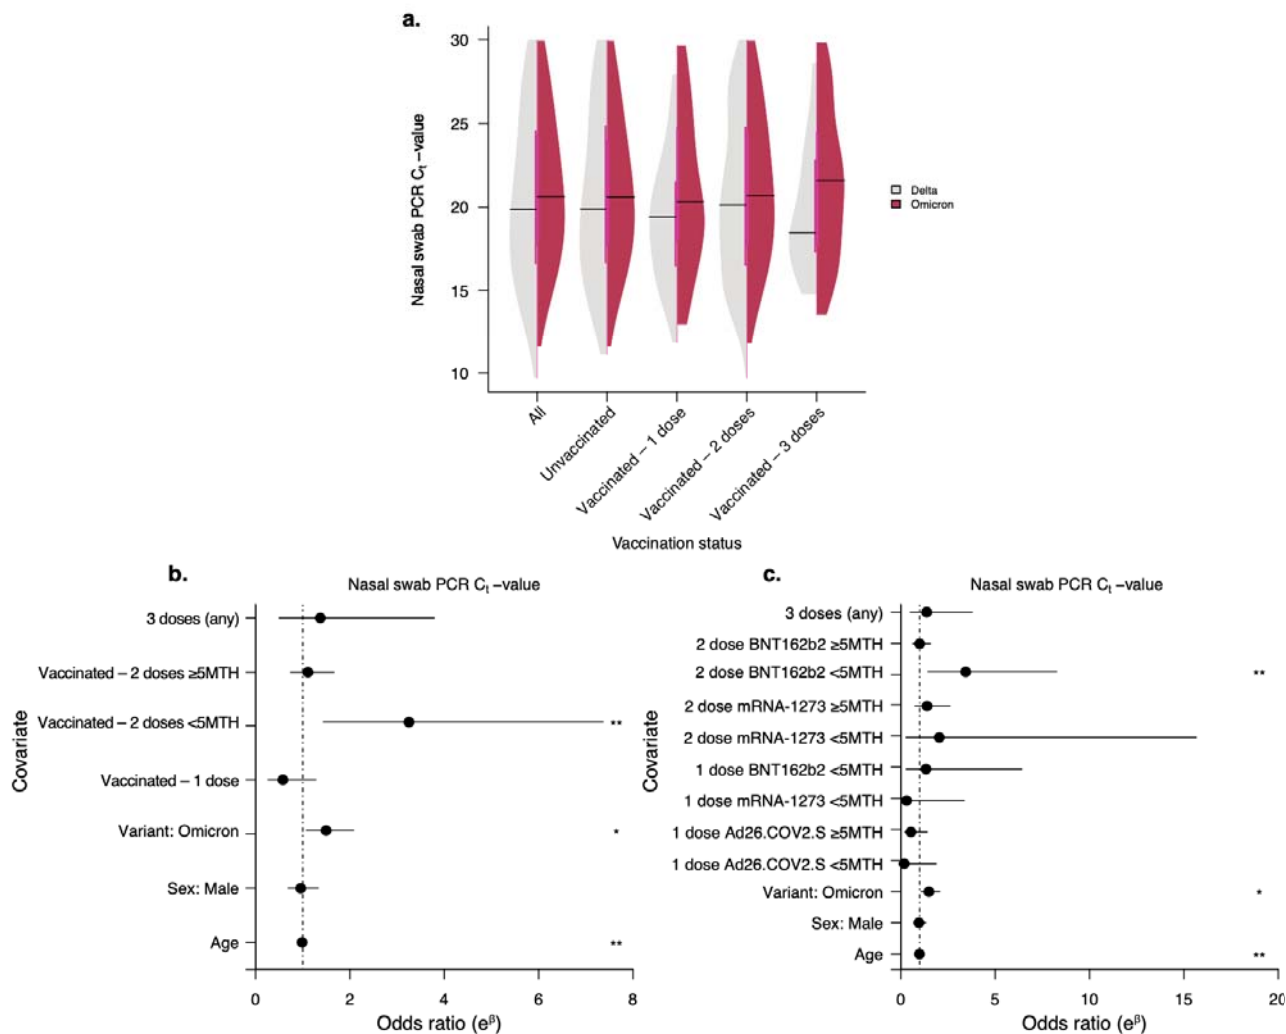 a.
Nasal swab PCR Ct –value
30
25
20
15
10
All
Unvaccinated
Vaccinated – 1 dose
Vaccinated – 2 doses
Vaccinated – 3 doses
Vaccination status
Delta
Omicron
b.
Nasal swab PCR Ct –value
Covariate
3 doses (any)
Vaccinated – 2 doses ≥5MTH
Vaccinated – 2 doses <5MTH
**
Vaccinated – 1 dose
Variant: Omicron
*
Sex: Male
Age
**
0 2 4 6 8
Odds ratio (eβ)
c.
Nasal swab PCR Ct –value
Covariate
3 doses (any)
2 dose BNT162b2 ≥5MTH
2 dose BNT162b2 <5MTH
**
2 dose mRNA-1273 ≥5MTH
2 dose mRNA-1273 <5MTH
1 dose BNT162b2 <5MTH
1 dose mRNA-1273 <5MTH
1 dose Ad26.COV2.S ≥5MTH
1 dose Ad26.COV2.S <5MTH
Variant: Omicron
*
Sex: Male
Age
**
0 5 10 15 20
Odds ratio (eβ)